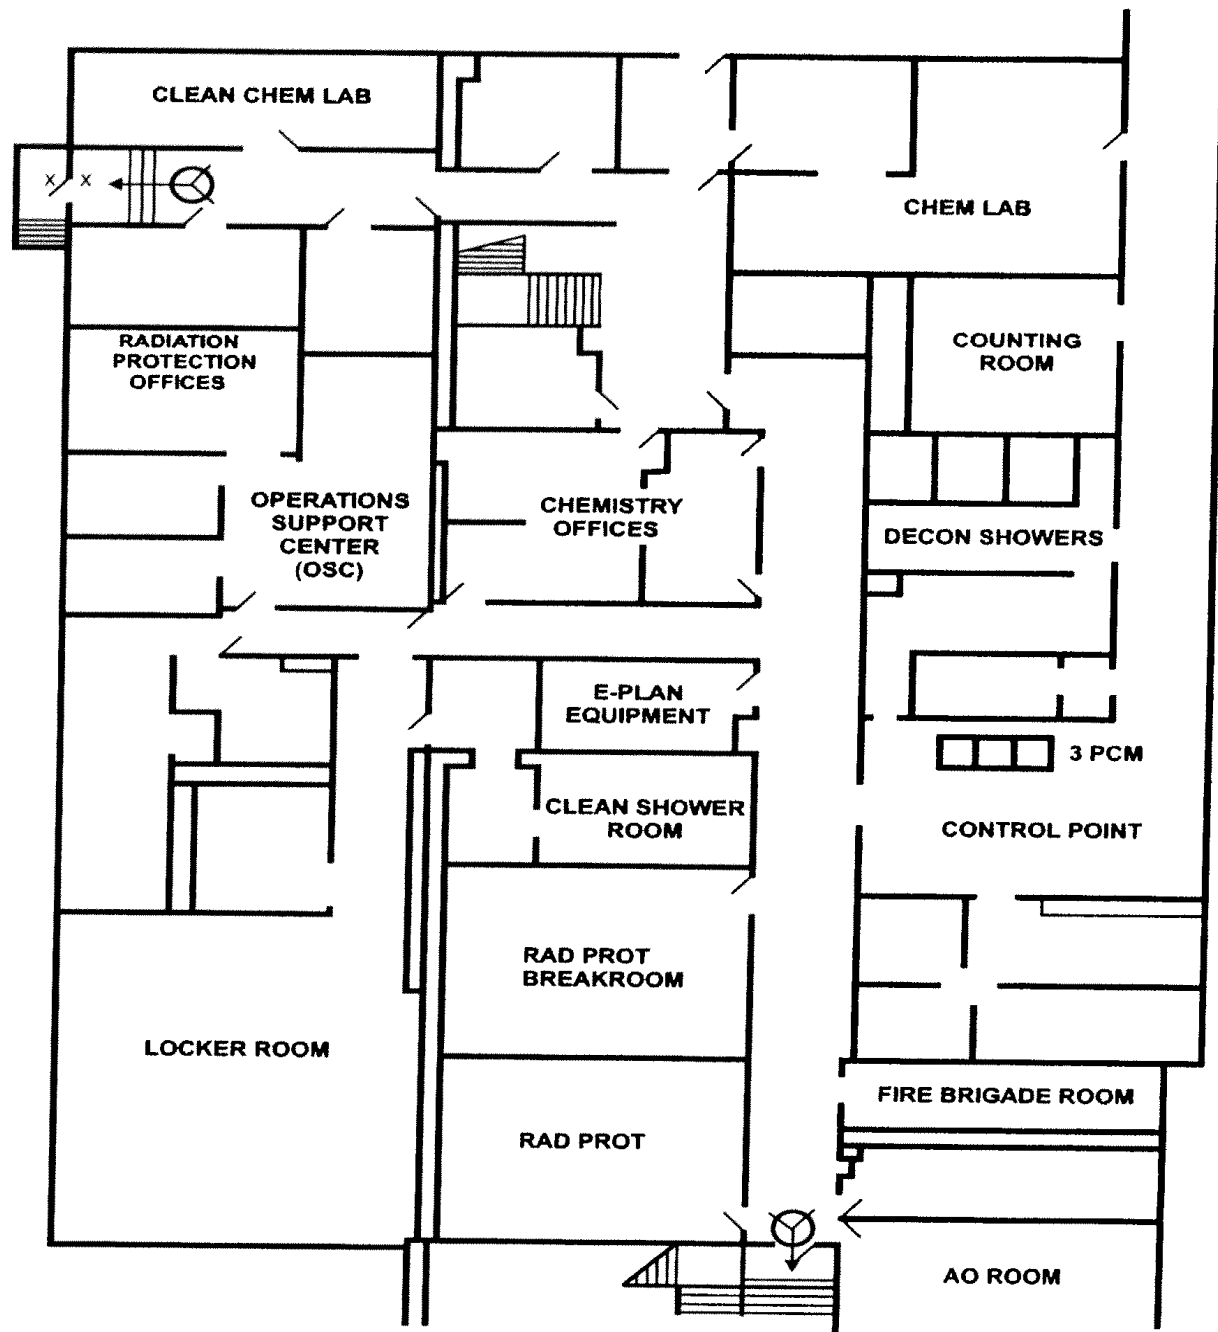 CLEAN CHEM LAB
X X
CHEM LAB
RADIATION
PROTECTION
OFFICES
COUNTING
ROOM
OPERATIONS
SUPPORT
CENTER
(OSC)
CHEMISTRY
OFFICES
DECON SHOWERS
E-PLAN
EQUIPMENT
3 PCM
CLEAN SHOWER
ROOM
CONTROL POINT
RAD PROT
BREAKROOM
LOCKER ROOM
FIRE BRIGADE ROOM
RAD PROT
AO ROOM